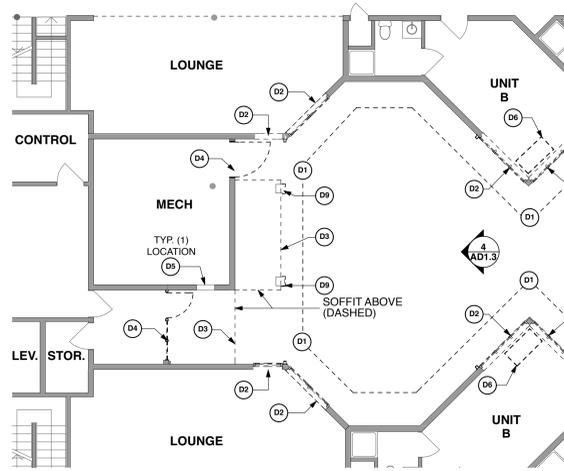 LOUNGE
UNIT
B
D2
D2
D6
CONTROL
D4
D1
D2
D9
MECH
D3
D1
TYP. (1)
LOCATION
D5
4
AD1.3
D9
D1
SOFFIT ABOVE
(DASHED)
D2
D4
D3
D1
LEV.
STOR.
D2
D6
D2
LOUNGE
UNIT
B